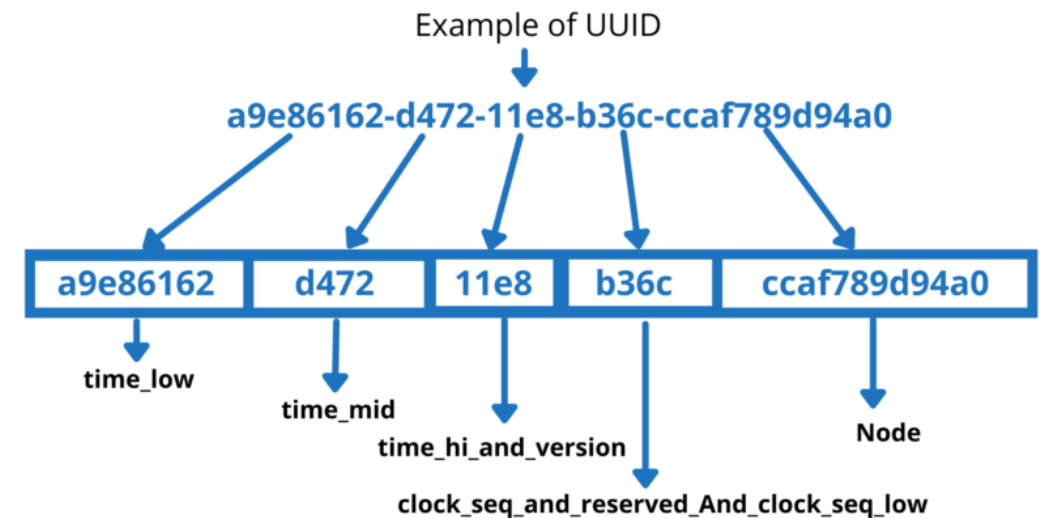 Example of UUID
a9e86162-d472-11e8-b36c-ccaf789d94a0
a9e86162 d472 11e8 b36c ccaf789d94a0
time_low
time_mid
time_hi_and_version
Node
clock_seq_and_reserved_And_clock_seq_low